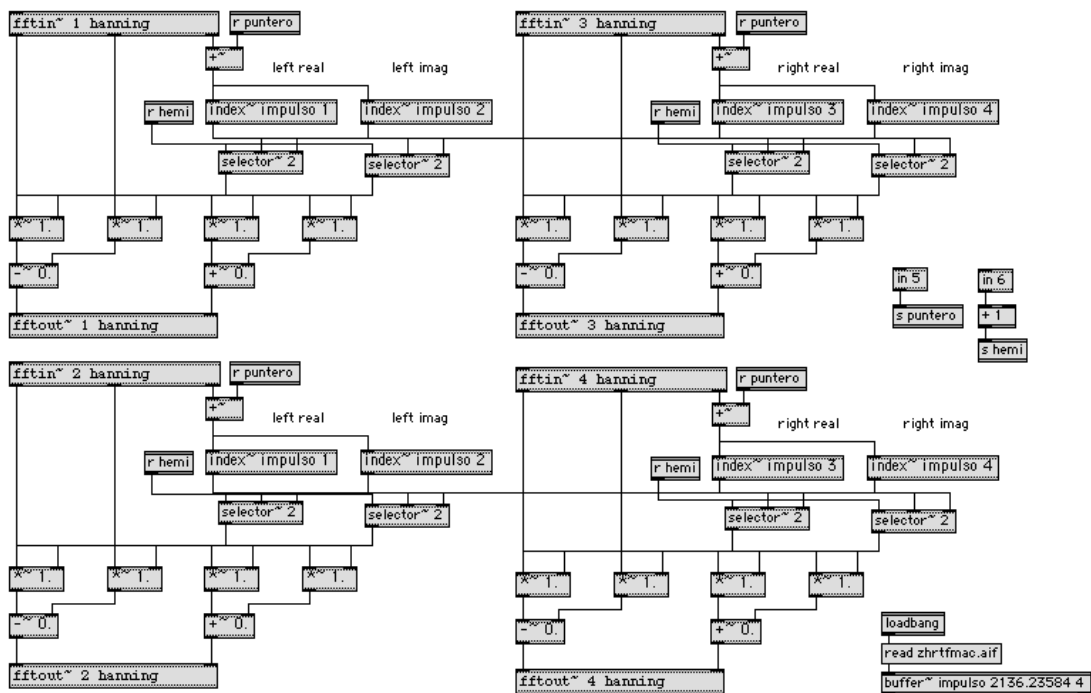 fftin~ 1 hanning
r puntero
+~
left real
left imag
r hemi
index~ impulso 1
index~ impulso 2
selector~ 2
selector~ 2
*~ 1.
*~ 1.
*~ 1.
*~ 1.
-~ 0.
+~ 0.
fftout~ 1 hanning
fftin~ 3 hanning
r puntero
+~
right real
right imag
r hemi
index~ impulso 3
index~ impulso 4
selector~ 2
selector~ 2
*~ 1.
*~ 1.
*~ 1.
*~ 1.
-~ 0.
+~ 0.
fftout~ 3 hanning
in 5
s puntero
in 6
+ 1
s hemi
fftin~ 2 hanning
r puntero
+~
left real
left imag
r hemi
index~ impulso 1
index~ impulso 2
selector~ 2
selector~ 2
*~ 1.
*~ 1.
*~ 1.
*~ 1.
-~ 0.
+~ 0.
fftout~ 2 hanning
fftin~ 4 hanning
r puntero
+~
right real
right imag
r hemi
index~ impulso 3
index~ impulso 4
selector~ 2
selector~ 2
*~ 1.
*~ 1.
*~ 1.
*~ 1.
-~ 0.
+~ 0.
fftout~ 4 hanning
loadbang
read zhrtfmac.aif
buffer~ impulso 2136.23584 4